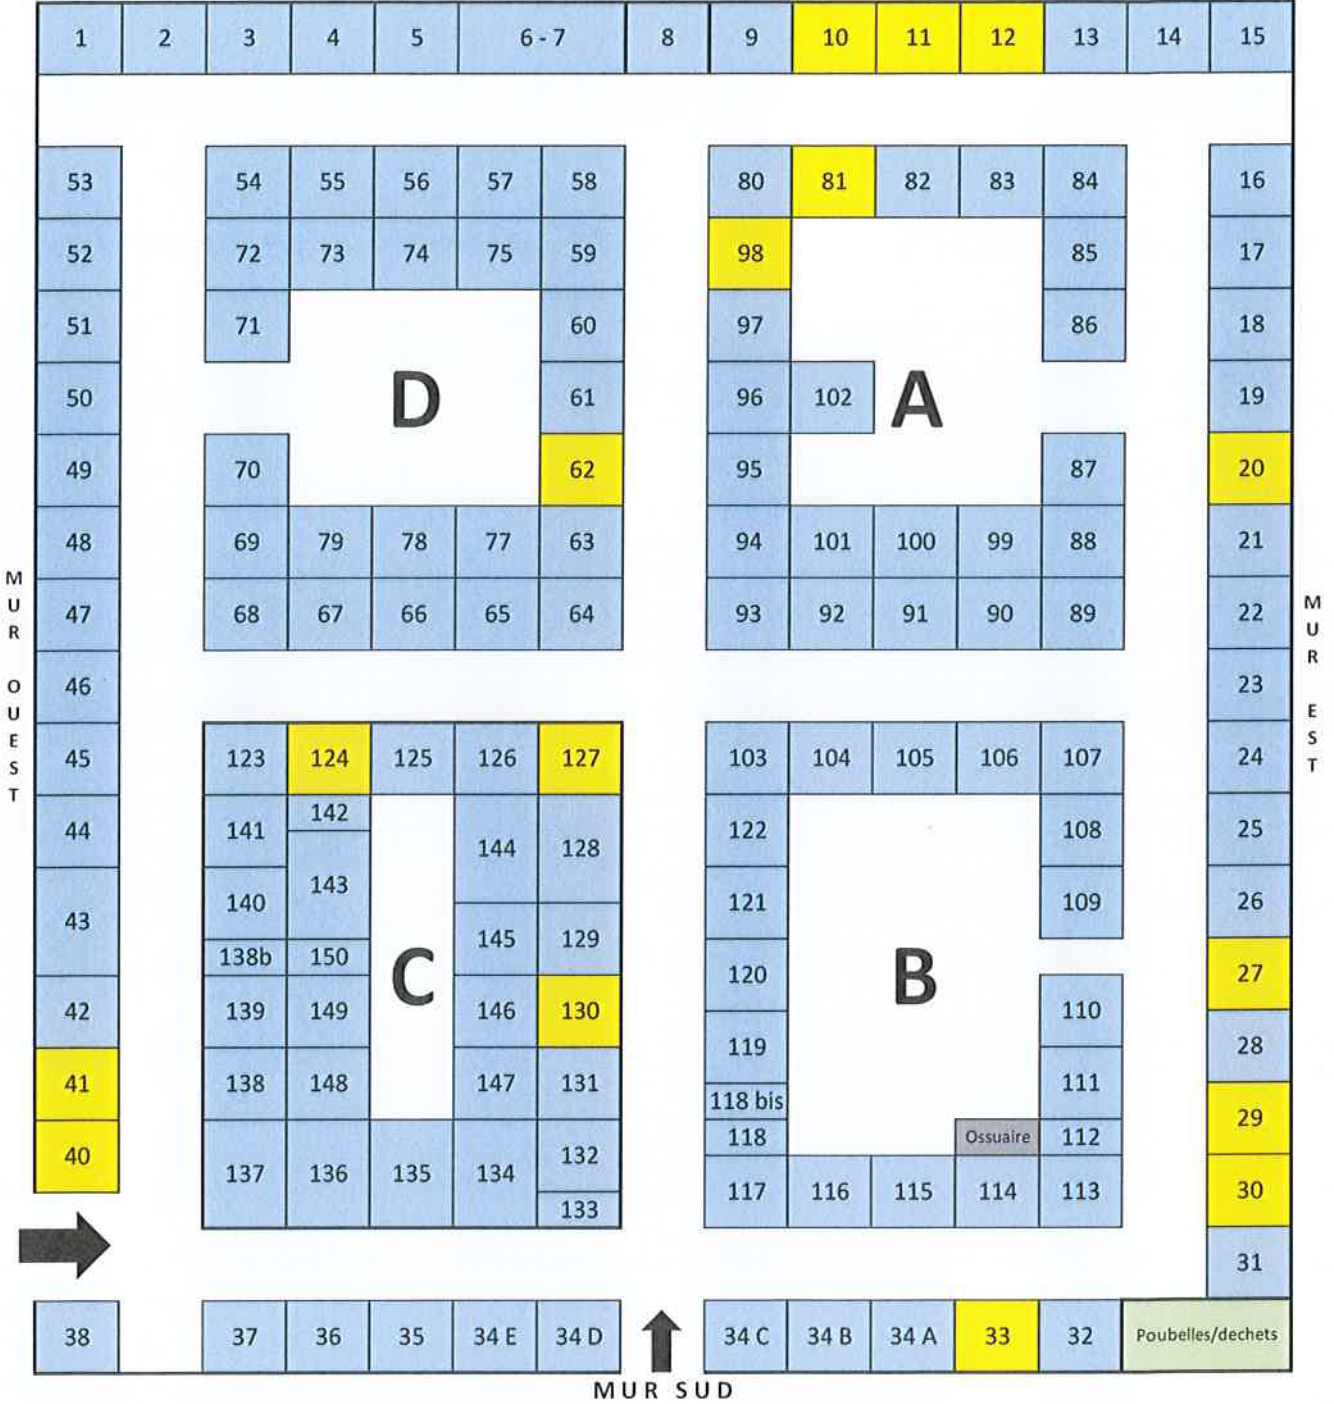 1 2 3 4 5 6 - 7 8 9 10 11 12 13 14 15
53 54 55 56 57 58 80 81 82 83 84 16
52 72 73 74 75 59 98 85 17
51 71 60 97 86 18
50 D 61 96 102 A 19
49 70 62 95 87 20
48 69 79 78 77 63 94 101 100 99 88 21
47 68 67 66 65 64 93 92 91 90 89 22
MUR OUEST
MUR EST
46 23
45 123 124 125 126 127 103 104 105 106 107 24
142
44 141 144 128 122 108 25
143
43 140 121 109 26
145 129
138b 150 C 120 B 27
42 139 149 146 130 110
119 28
41 138 148 147 131 111
118 bis 29
118 Ossuaire 112
40 137 136 135 134 132 117 116 115 114 113 30
133
31
38 37 36 35 34 E 34 D 34 C 34 B 34 A 33 32 Poubelles/dechets
MUR SUD